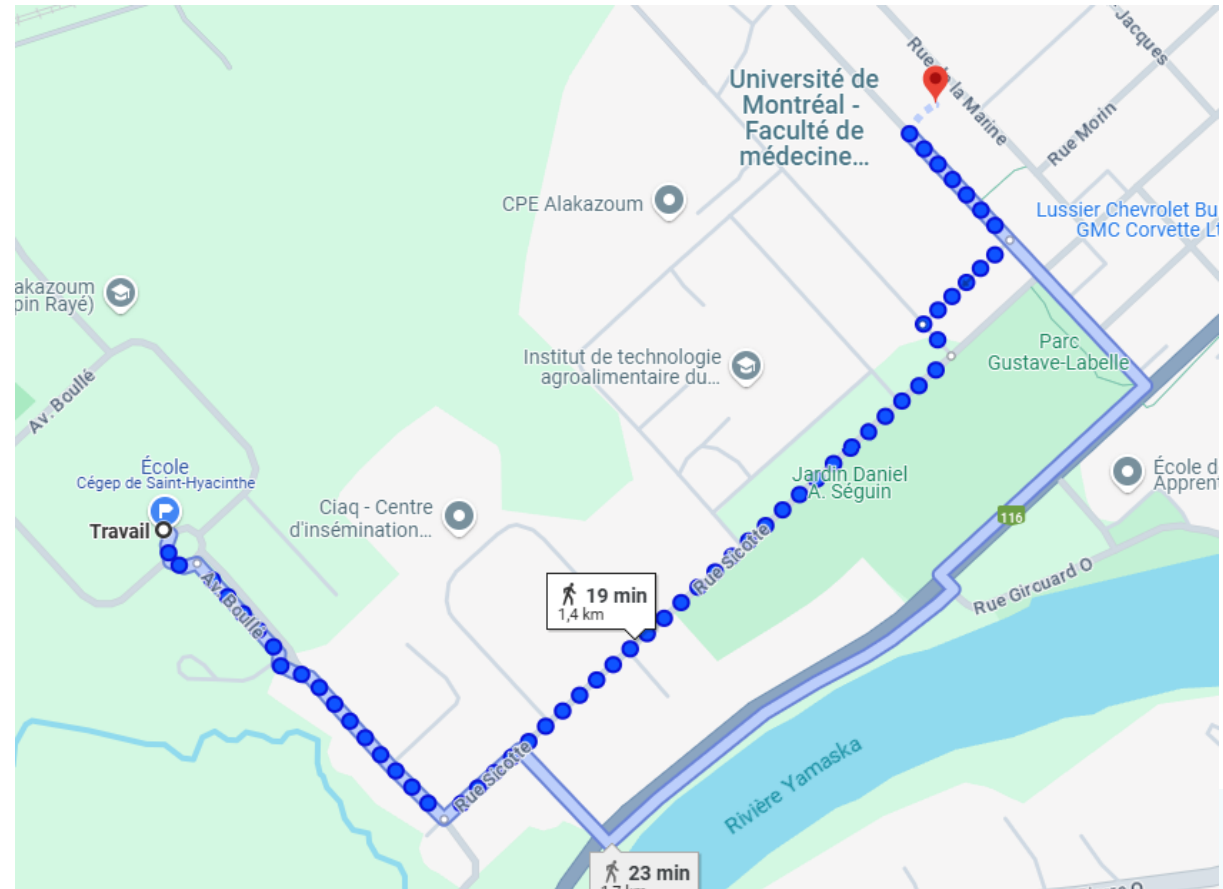 Jacques
Rue de la Marine
Université de
Montréal -
Faculté de
médecine...
Rue Morin
CPE Alakazoum
Lussier Chevrolet Bu
GMC Corvette Lt
akazoum
pin Rayé)
Parc
Gustave-Labelle
Institut de technologie
agroalimentaire du...
Av. Boullé
École
Cégep de Saint-Hyacinthe
École d
Apprent
Jardin Daniel
A. Séguin
Ciaq - Centre
d'insémination...
116
Travail
Rue Sicotte
Av. Boullé
19 min
1,4 km
Rue Girouard O
Rue Sicotte
Rivière Yamaska
23 min